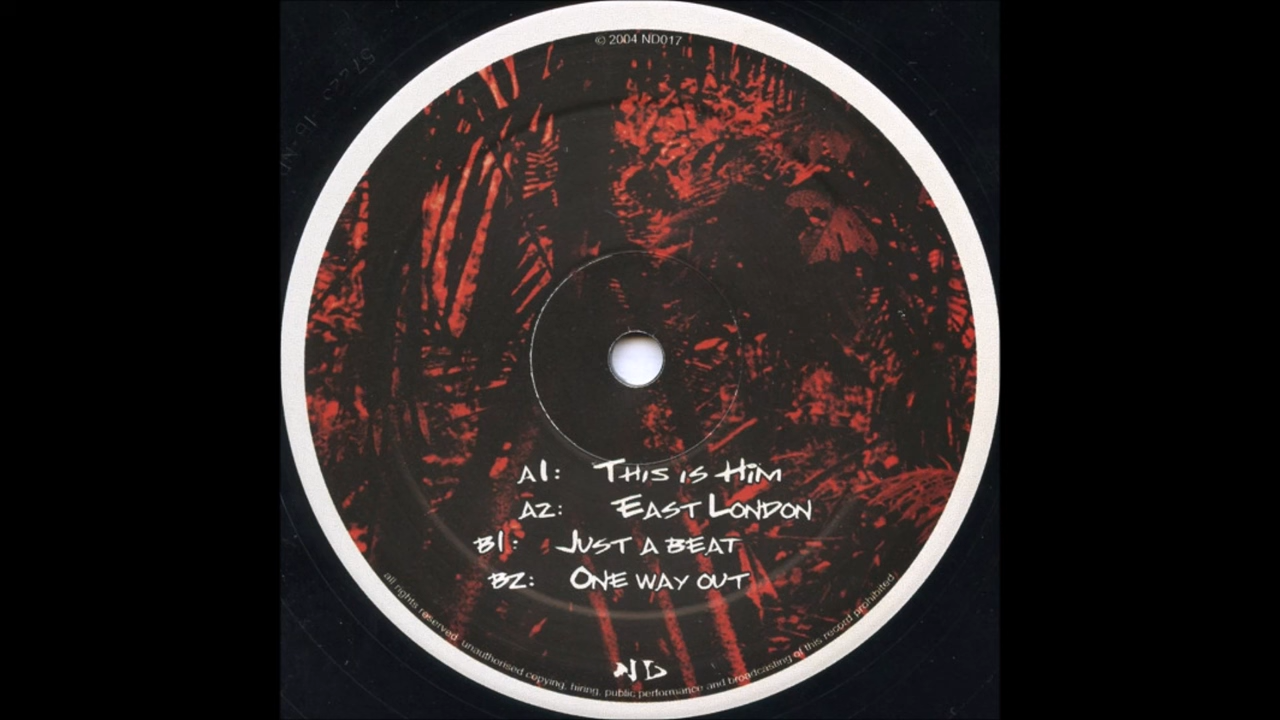 © 2004 ND017
A1: This is Him
A2: East London
B1: Just a beat
B2: One way out
ND
all rights reserved. unauthorised copying, hiring, public performance and broadcasting of this record prohibited.